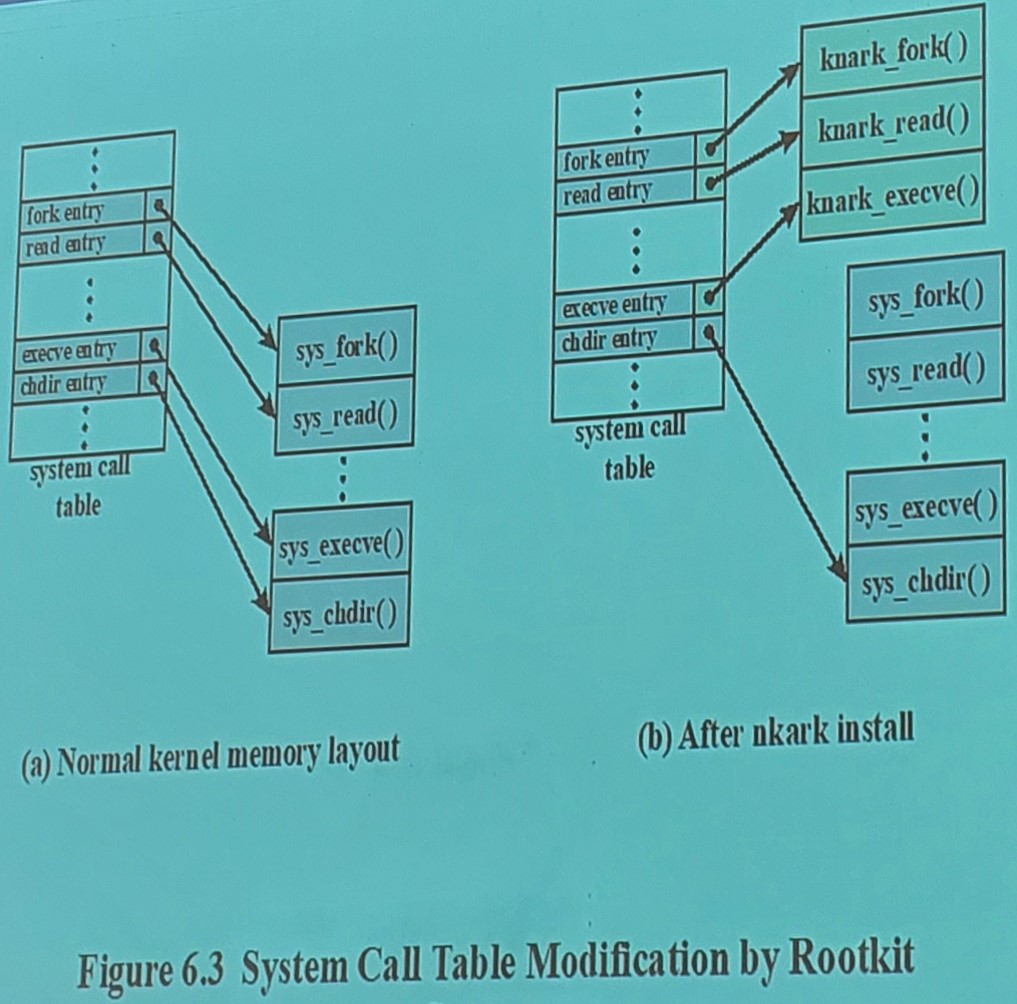 fork entry
read entry
execve entry
chdir entry
system call
table
sys_fork()
sys_read()
sys_execve()
sys_chdir()
(a) Normal kernel memory layout
fork entry
read entry
execve entry
chdir entry
system call
table
knark_fork()
knark_read()
knark_execve()
sys_fork()
sys_read()
sys_execve()
sys_chdir()
(b) After nkark install
Figure 6.3 System Call Table Modification by Rootkit